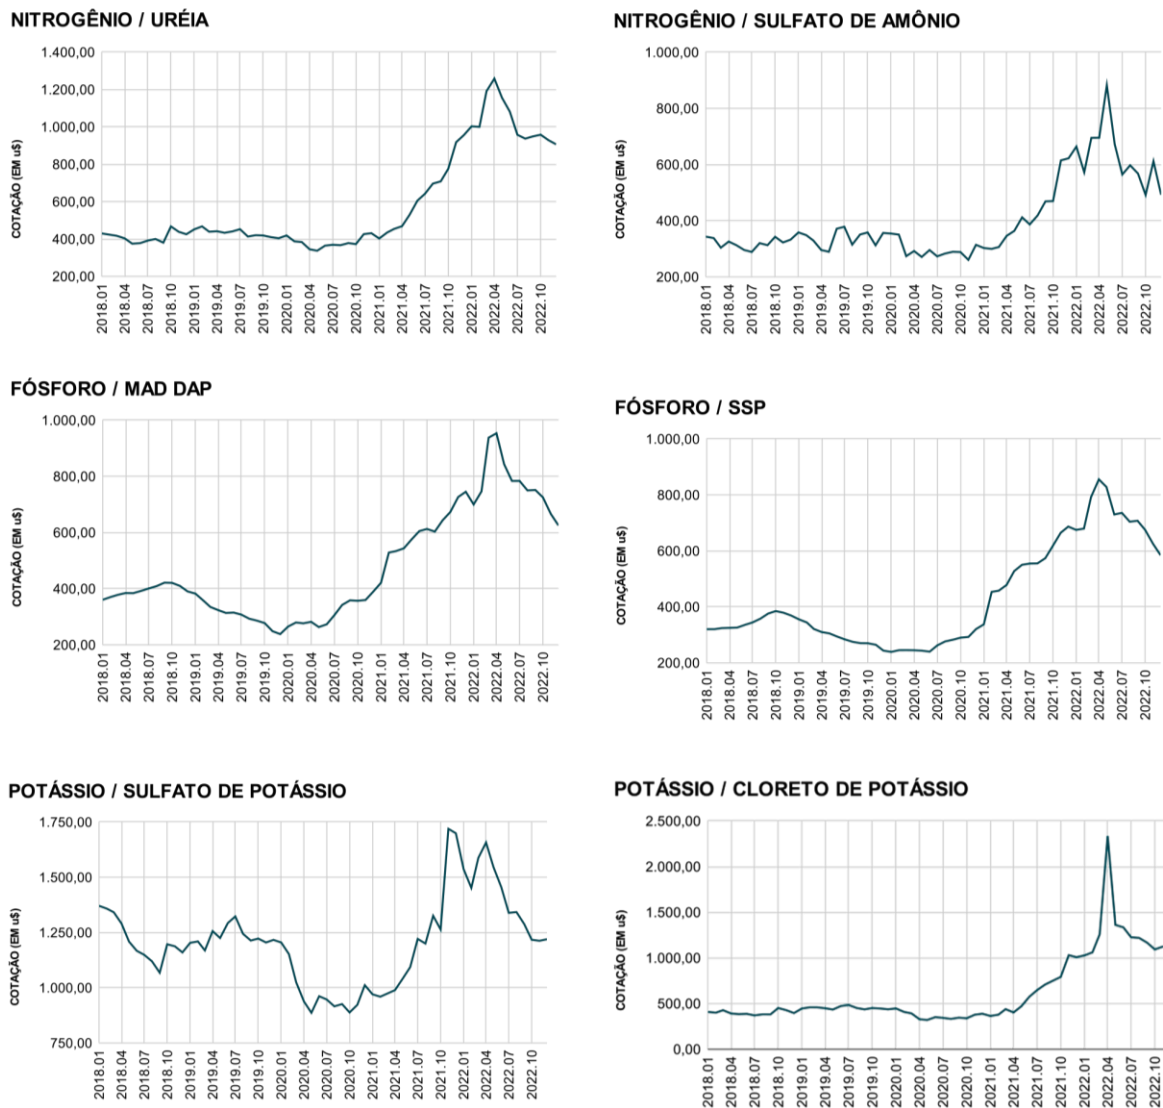 NITROGÊNIO / URÉIA
COTAÇÃO (EM u$)
1.400,00
1.200,00
1.000,00
800,00
600,00
400,00
200,00
2018.01 2018.04 2018.07 2018.10 2019.01 2019.04 2019.07 2019.10 2020.01 2020.04 2020.07 2020.10 2021.01 2021.04 2021.07 2021.10 2022.01 2022.04 2022.07 2022.10
NITROGÊNIO / SULFATO DE AMÔNIO
COTAÇÃO (EM u$)
1.000,00
800,00
600,00
400,00
200,00
2018.01 2018.04 2018.07 2018.10 2019.01 2019.04 2019.07 2019.10 2020.01 2020.04 2020.07 2020.10 2021.01 2021.04 2021.07 2021.10 2022.01 2022.04 2022.07 2022.10
FÓSFORO / MAD DAP
COTAÇÃO (EM u$)
1.000,00
800,00
600,00
400,00
200,00
2018.01 2018.04 2018.07 2018.10 2019.01 2019.04 2019.07 2019.10 2020.01 2020.04 2020.07 2020.10 2021.01 2021.04 2021.07 2021.10 2022.01 2022.04 2022.07 2022.10
FÓSFORO / SSP
COTAÇÃO (EM u$)
1.000,00
800,00
600,00
400,00
200,00
2018.01 2018.04 2018.07 2018.10 2019.01 2019.04 2019.07 2019.10 2020.01 2020.04 2020.07 2020.10 2021.01 2021.04 2021.07 2021.10 2022.01 2022.04 2022.07 2022.10
POTÁSSIO / SULFATO DE POTÁSSIO
COTAÇÃO (EM u$)
1.750,00
1.500,00
1.250,00
1.000,00
750,00
2018.01 2018.04 2018.07 2018.10 2019.01 2019.04 2019.07 2019.10 2020.01 2020.04 2020.07 2020.10 2021.01 2021.04 2021.07 2021.10 2022.01 2022.04 2022.07 2022.10
POTÁSSIO / CLORETO DE POTÁSSIO
COTAÇÃO (EM u$)
2.500,00
2.000,00
1.500,00
1.000,00
500,00
0,00
2018.01 2018.04 2018.07 2018.10 2019.01 2019.04 2019.07 2019.10 2020.01 2020.04 2020.07 2020.10 2021.01 2021.04 2021.07 2021.10 2022.01 2022.04 2022.07 2022.10